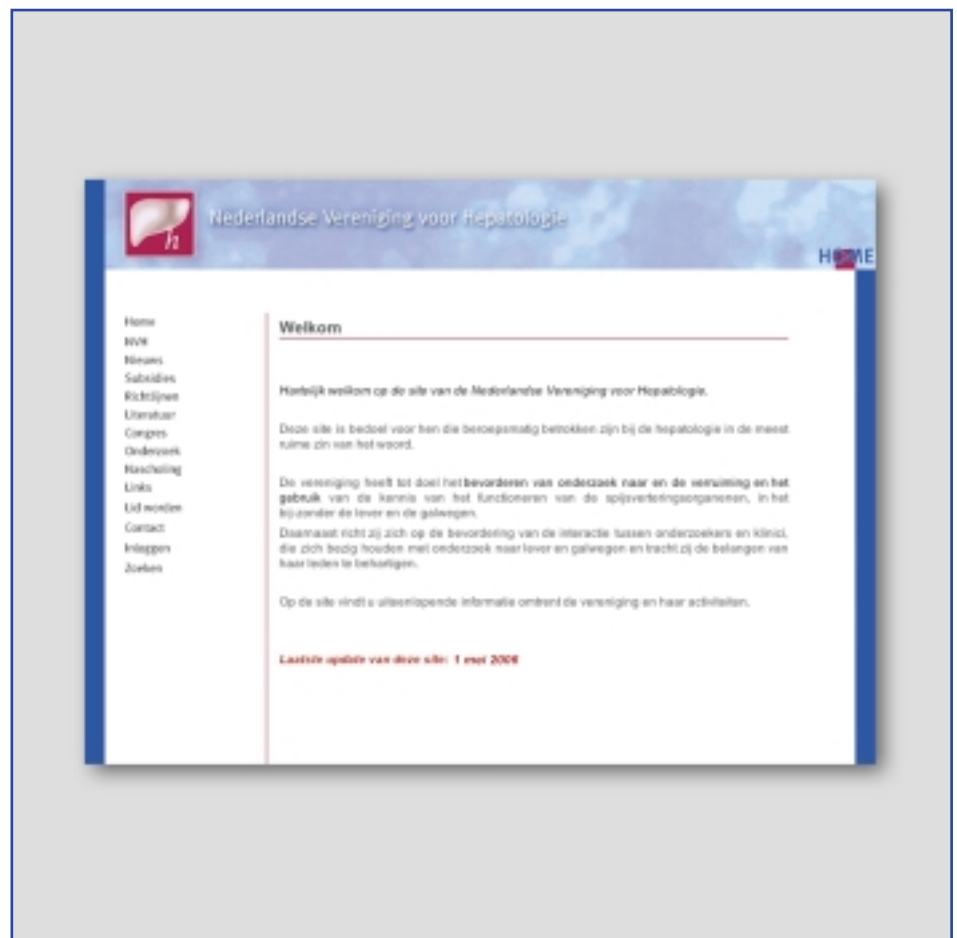 h
Nederlandse Vereniging voor Hepatologie
HOME
Home
NVH
Nieuws
Subsidies
Richtlijnen
Literatuur
Congres
Onderzoek
Nascholing
Links
Lid worden
Contact
Inloggen
Zoeken
Welkom
Hartelijk welkom op de site van de Nederlandse Vereniging voor Hepatologie.
Deze site is bedoel voor hen die beroepsmatig betrokken zijn bij de hepatologie in de meest
ruime zin van het woord.
De vereniging heeft tot doel het bevorderen van onderzoek naar en de verruiming en het
gebruik van de kennis van het functioneren van de spijsverteringsorganenen, in het
bijzonder de lever en de galwegen.
Daarnaast richt zij zich op de bevordering van de interactie tussen onderzoekers en klinici,
die zich bezig houden met onderzoek naar lever en galwegen en tracht zij de belangen van
haar leden te behartigen.
Op de site vindt u uiteenlopende informatie omtrent de vereniging en haar activiteiten.
Laatste update van deze site: 1 mei